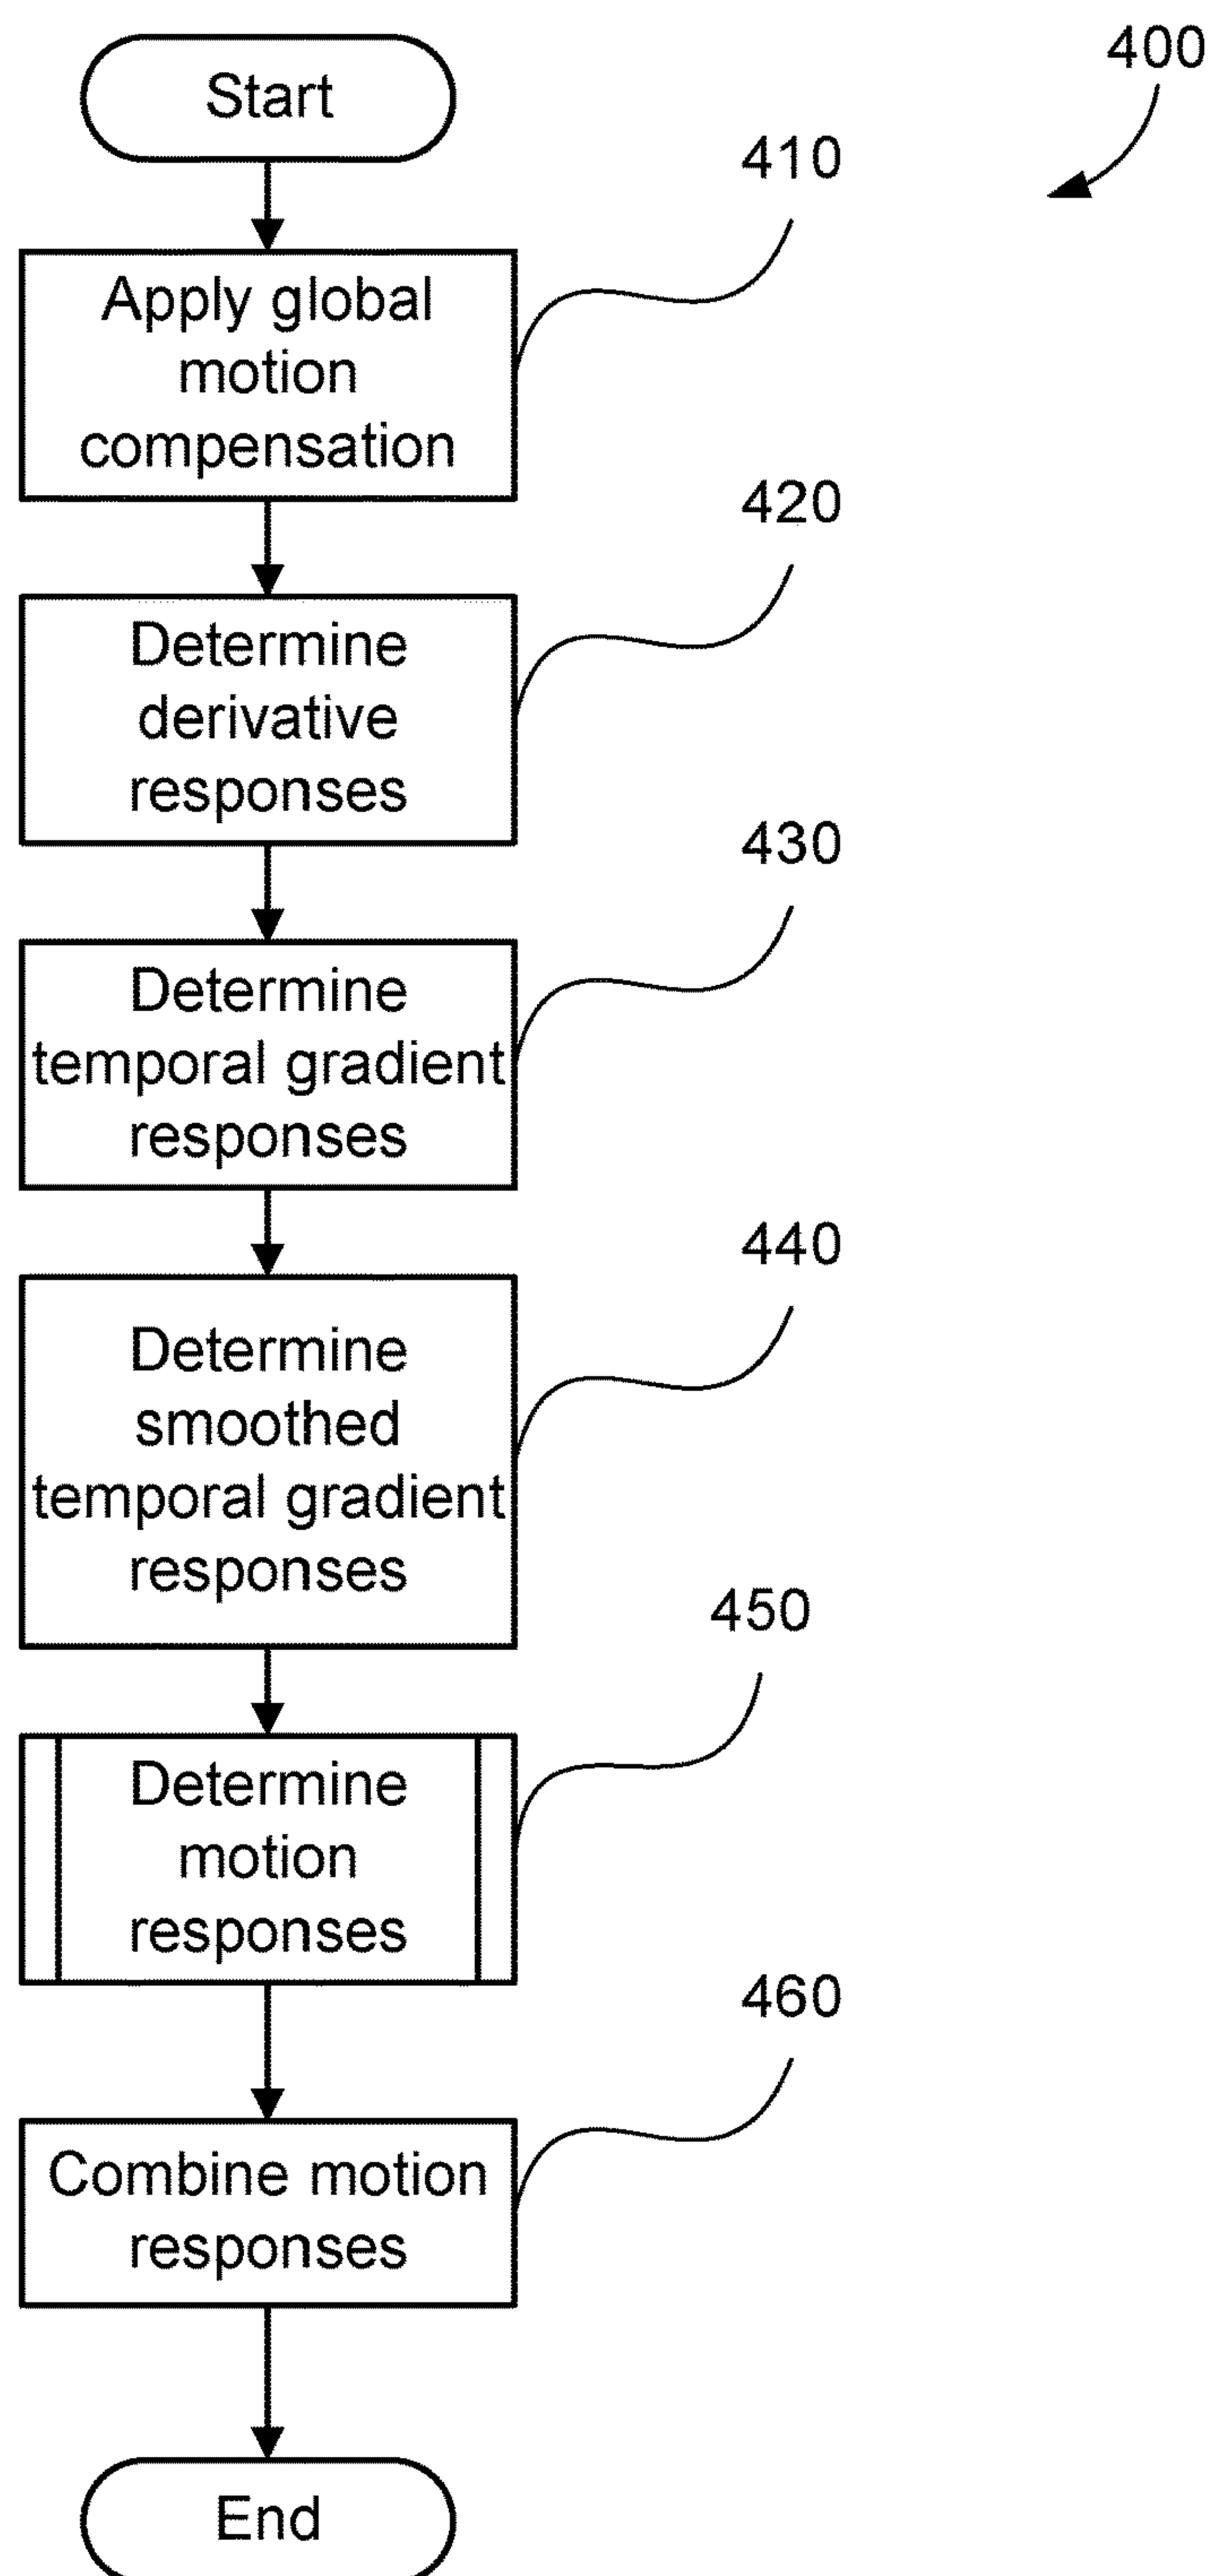 400
Start
410
Apply global
motion
compensation
420
Determine
derivative
responses
430
Determine
temporal gradient
responses
440
Determine
smoothed
temporal gradient
responses
450
Determine
motion
responses
460
Combine motion
responses
End